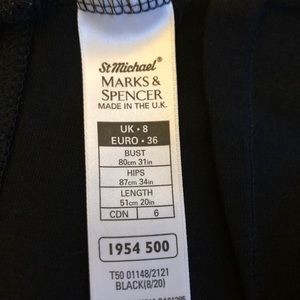 St Michael
MARKS &
SPENCER
MADE IN THE U.K.
UK • 8
EURO • 36
BUST
80cm 31in
HIPS
87cm 34in
LENGTH
51cm 20in
CDN 6
1954 500
T50 01148/2121
BLACK(8/20)